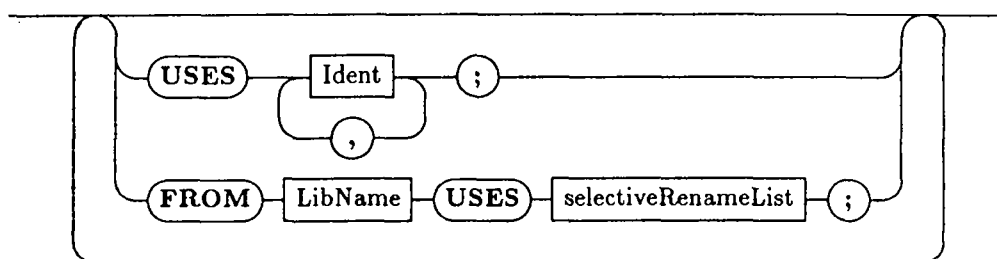 USES Ident ;
,
FROM LibName USES selectiveRenameList ;